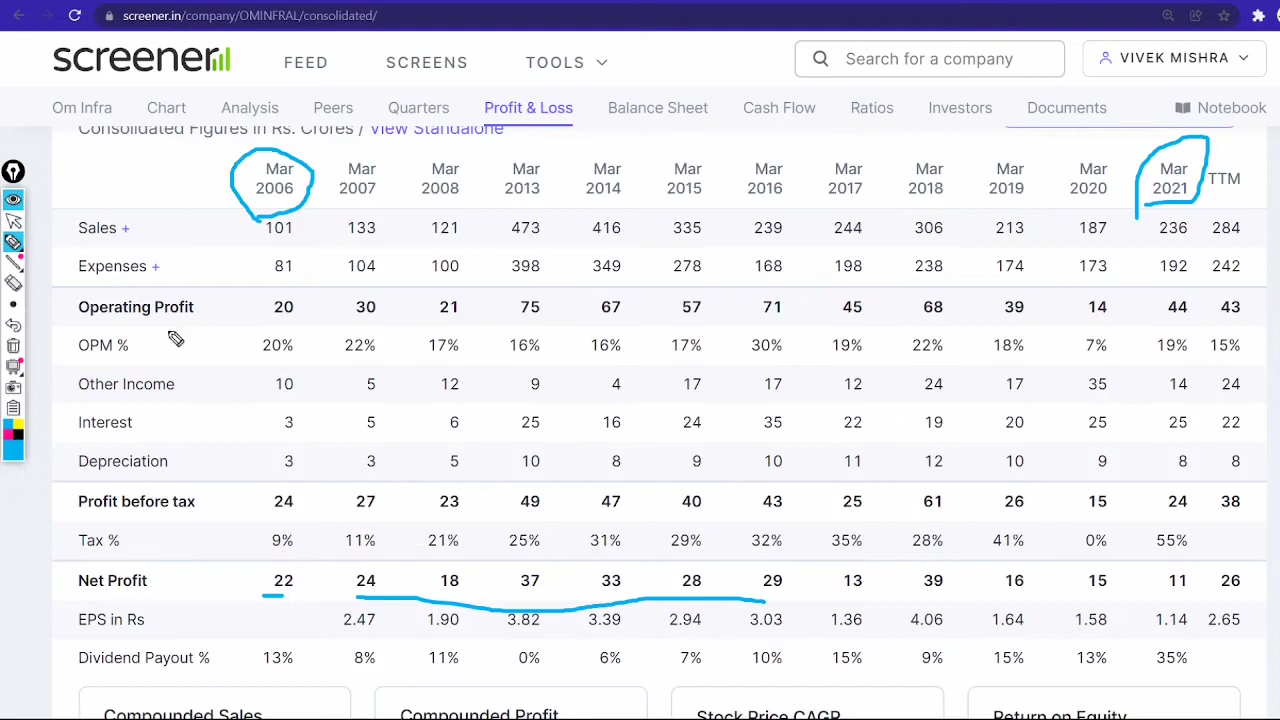 screener.in/company/OMINFRAL/consolidated/
screener FEED SCREENS TOOLS Search for a company VIVEK MISHRA
Om Infra Chart Analysis Peers Quarters Profit & Loss Balance Sheet Cash Flow Ratios Investors Documents Notebook
Consolidated Figures in Rs. Crores / View Standalone
Mar 2006 Mar 2007 Mar 2008 Mar 2013 Mar 2014 Mar 2015 Mar 2016 Mar 2017 Mar 2018 Mar 2019 Mar 2020 Mar 2021 TTM
Sales + 101 133 121 473 416 335 239 244 306 213 187 236 284
Expenses + 81 104 100 398 349 278 168 198 238 174 173 192 242
Operating Profit 20 30 21 75 67 57 71 45 68 39 14 44 43
OPM % 20% 22% 17% 16% 16% 17% 30% 19% 22% 18% 7% 19% 15%
Other Income 10 5 12 9 4 17 17 12 24 17 35 14 24
Interest 3 5 6 25 16 24 35 22 19 20 25 25 22
Depreciation 3 3 5 10 8 9 10 11 12 10 9 8 8
Profit before tax 24 27 23 49 47 40 43 25 61 26 15 24 38
Tax % 9% 11% 21% 25% 31% 29% 32% 35% 28% 41% 0% 55%
Net Profit 22 24 18 37 33 28 29 13 39 16 15 11 26
EPS in Rs 2.47 1.90 3.82 3.39 2.94 3.03 1.36 4.06 1.64 1.58 1.14 2.65
Dividend Payout % 13% 8% 11% 0% 6% 7% 10% 15% 9% 15% 13% 35%
Compounded Sales Compounded Profit Stock Price CAGR Return on Equity